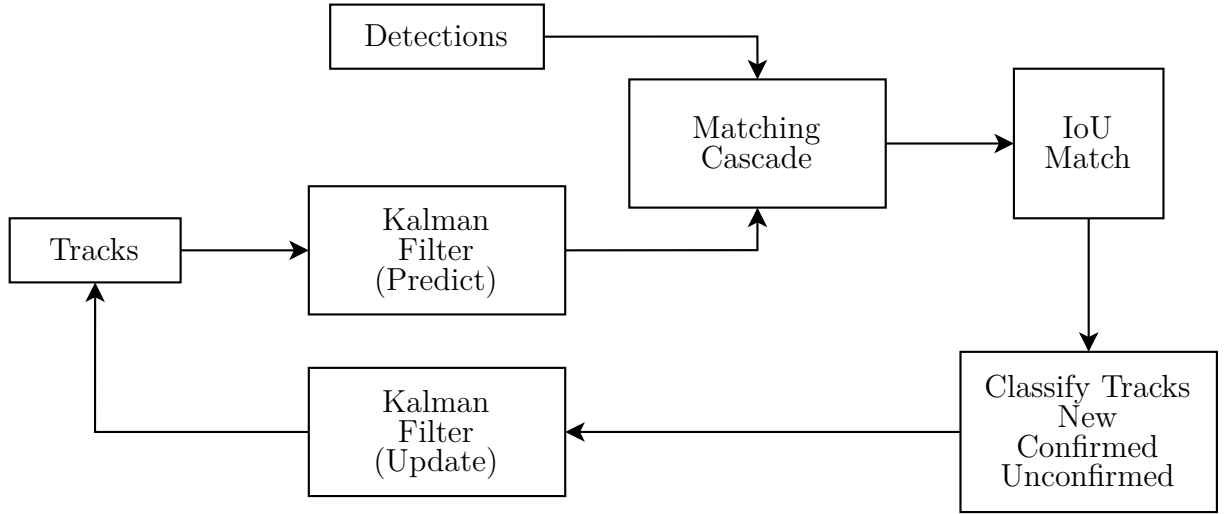 Detections
Matching
Cascade
IoU
Match
Tracks
Kalman
Filter
(Predict)
Kalman
Filter
(Update)
Classify Tracks
New
Confirmed
Unconfirmed